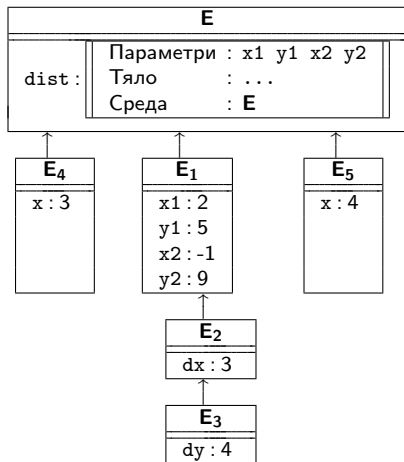 E
dist : Параметри : x1 y1 x2 y2
Тяло : ...
Среда : E
E4 E1 E5
x : 3 x1 : 2 x : 4
y1 : 5
x2 : -1
y2 : 9
E2
dx : 3
E3
dy : 4